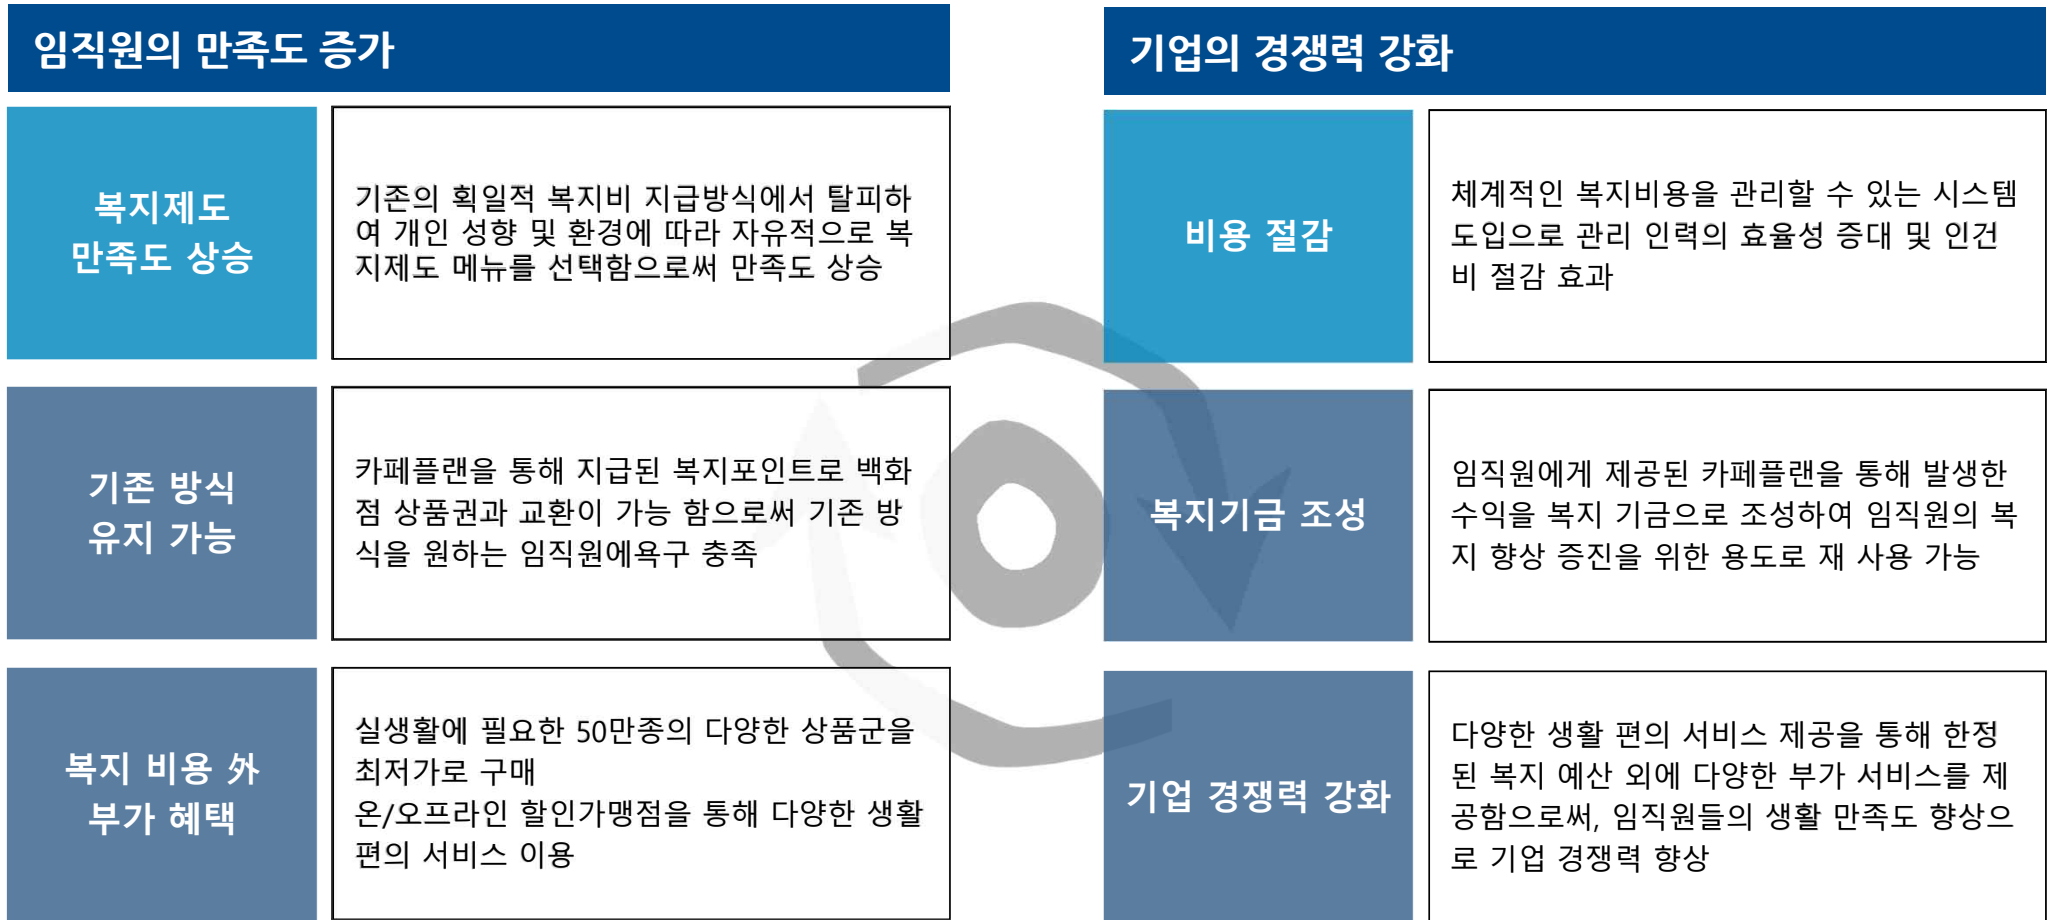 임직원의 만족도 증가
복지제도
만족도 상승
기존의 획일적 복지비 지급방식에서 탈피하
여 개인 성향 및 환경에 따라 자유적으로 복
지제도 메뉴를 선택함으로써 만족도 상승
기존 방식
유지 가능
카페플랜을 통해 지급된 복지포인트로 백화
점 상품권과 교환이 가능 함으로써 기존 방
식을 원하는 임직원에욕구 충족
복지 비용 外
부가 혜택
실생활에 필요한 50만종의 다양한 상품군을
최저가로 구매
온/오프라인 할인가맹점을 통해 다양한 생활
편의 서비스 이용
기업의 경쟁력 강화
비용 절감
체계적인 복지비용을 관리할 수 있는 시스템
도입으로 관리 인력의 효율성 증대 및 인건
비 절감 효과
복지기금 조성
임직원에게 제공된 카페플랜을 통해 발생한
수익을 복지 기금으로 조성하여 임직원의 복
지 향상 증진을 위한 용도로 재 사용 가능
기업 경쟁력 강화
다양한 생활 편의 서비스 제공을 통해 한정
된 복지 예산 외에 다양한 부가 서비스를 제
공함으로써, 임직원들의 생활 만족도 향상으
로 기업 경쟁력 향상